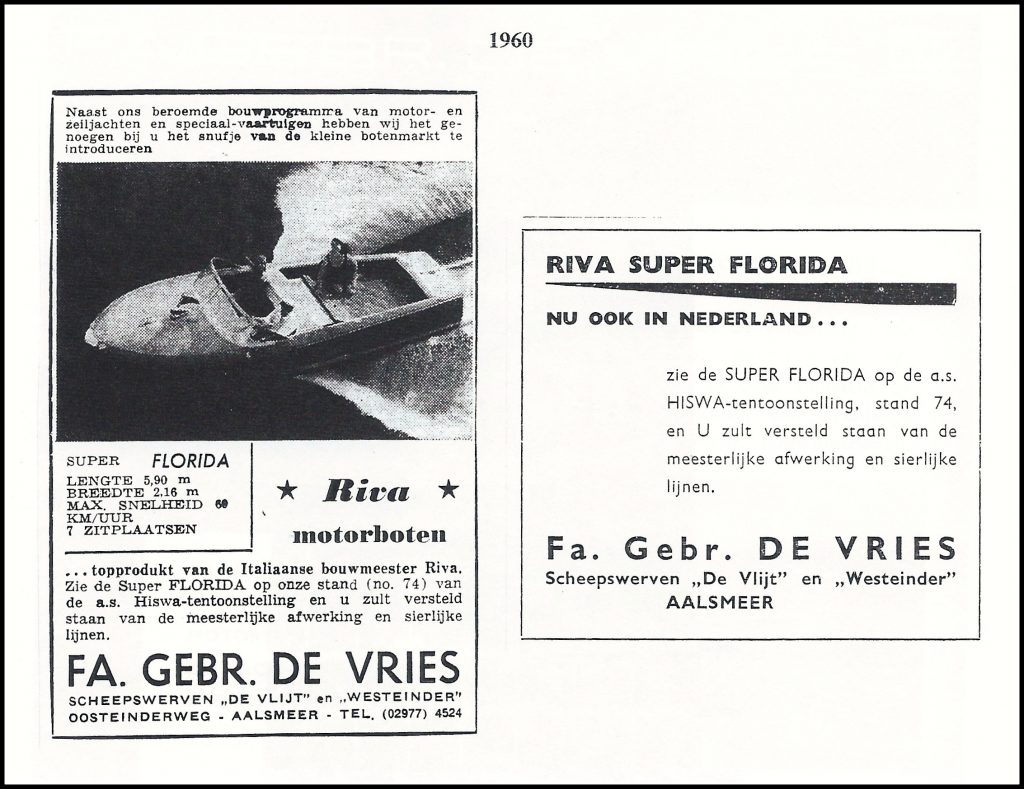 1960
Naast ons beroemde bouwprogramma van motor- en
zeiljachten en speciaal-vaartuigen hebben wij het ge-
noegen bij u het snufje van de kleine botenmarkt te
introduceren
SUPER FLORIDA
LENGTE 5,90 m
BREEDTE 2,16 m
MAX. SNELHEID 60
KM/UUR
7 ZITPLAATSEN
★ Riva ★
motorboten
...topprodukt van de Italiaanse bouwmeester Riva.
Zie de Super FLORIDA op onze stand (no. 74) van
de a.s. Hiswa-tentoonstelling en u zult versteld
staan van de meesterlijke afwerking en sierlijke
lijnen.
FA. GEBR. DE VRIES
SCHEEPSWERVEN „DE VLIJT" en „WESTEINDER"
OOSTEINDERWEG - AALSMEER - TEL. (02977) 4524
RIVA SUPER FLORIDA
NU OOK IN NEDERLAND...
zie de SUPER FLORIDA op de a.s.
HISWA-tentoonstelling, stand 74,
en U zult versteld staan van de
meesterlijke afwerking en sierlijke
lijnen.
Fa. Gebr. DE VRIES
Scheepswerven „De Vlijt" en „Westeinder"
AALSMEER